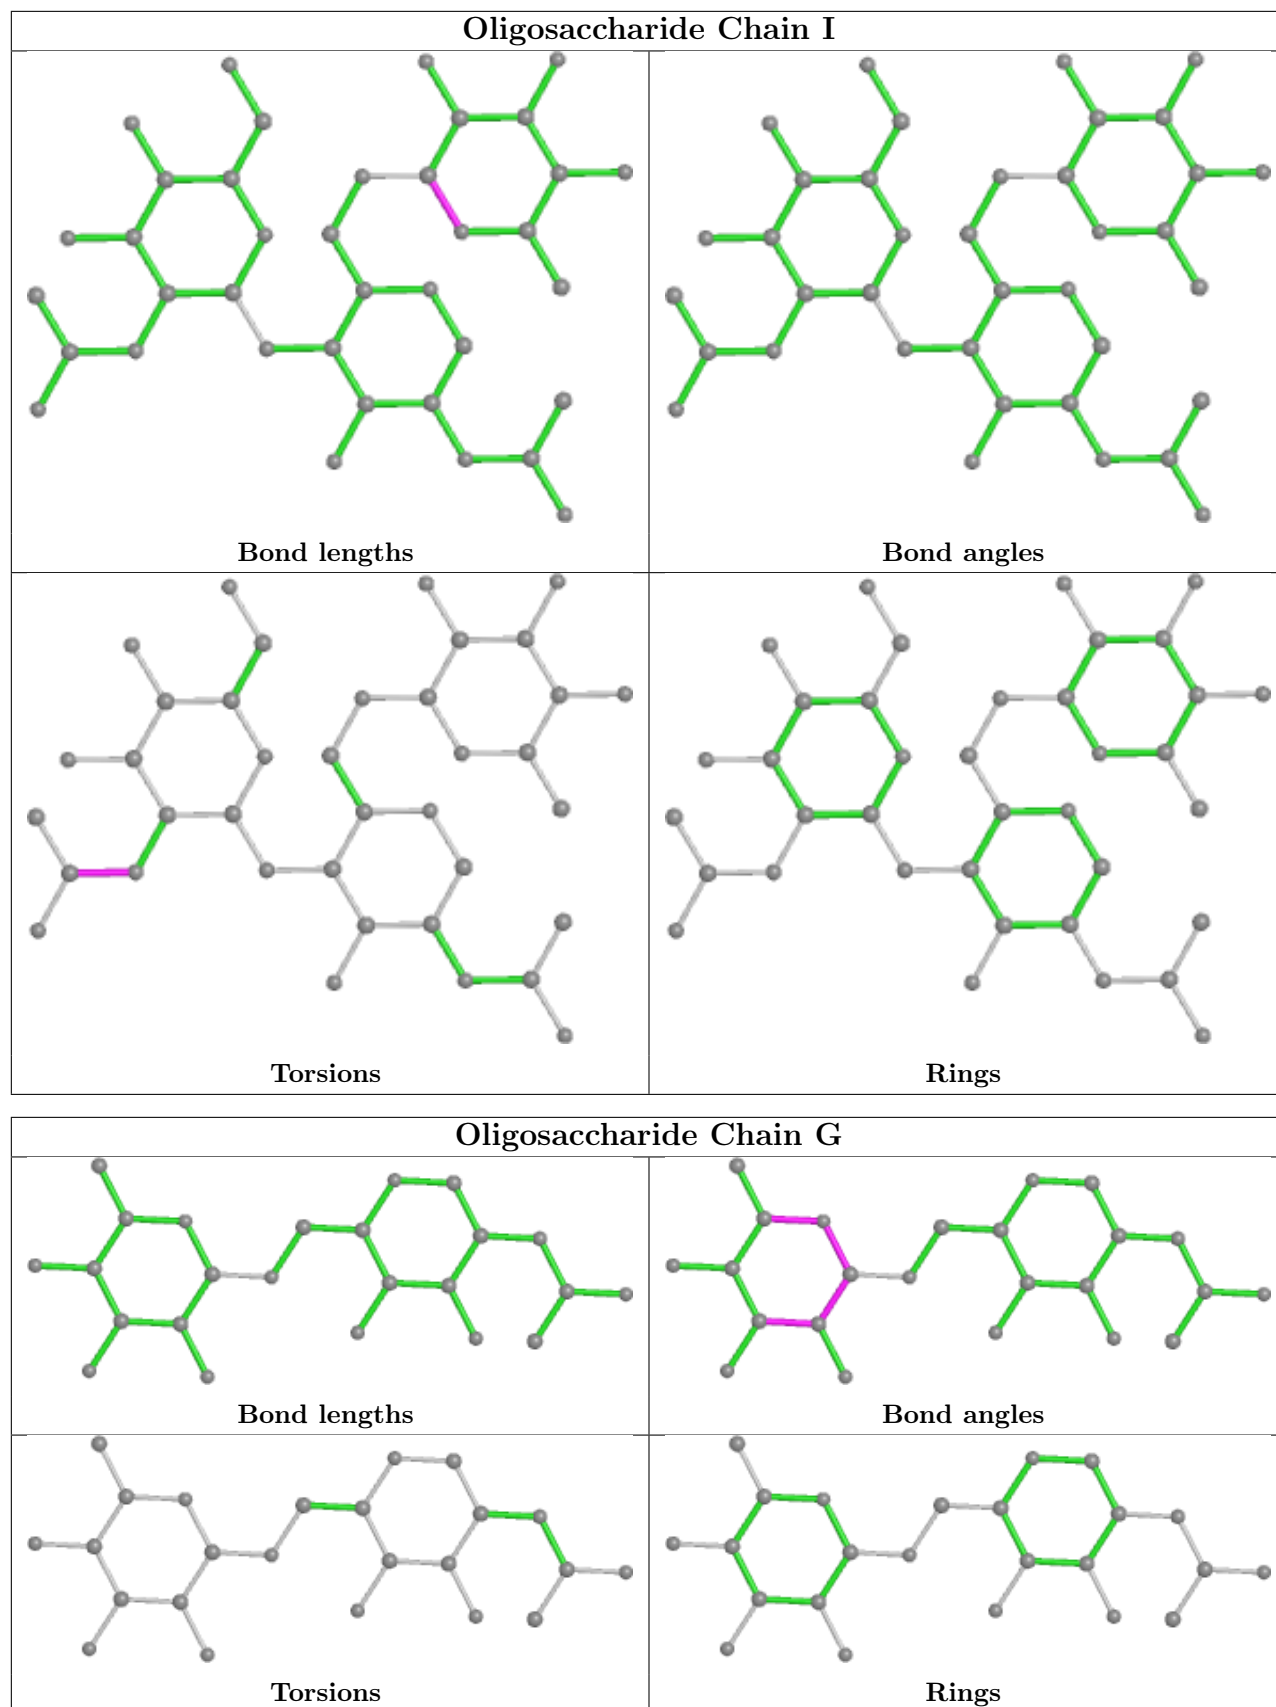 Oligosaccharide Chain I
Bond lengths
Bond angles
Torsions
Rings
Oligosaccharide Chain G
Bond lengths
Bond angles
Torsions
Rings